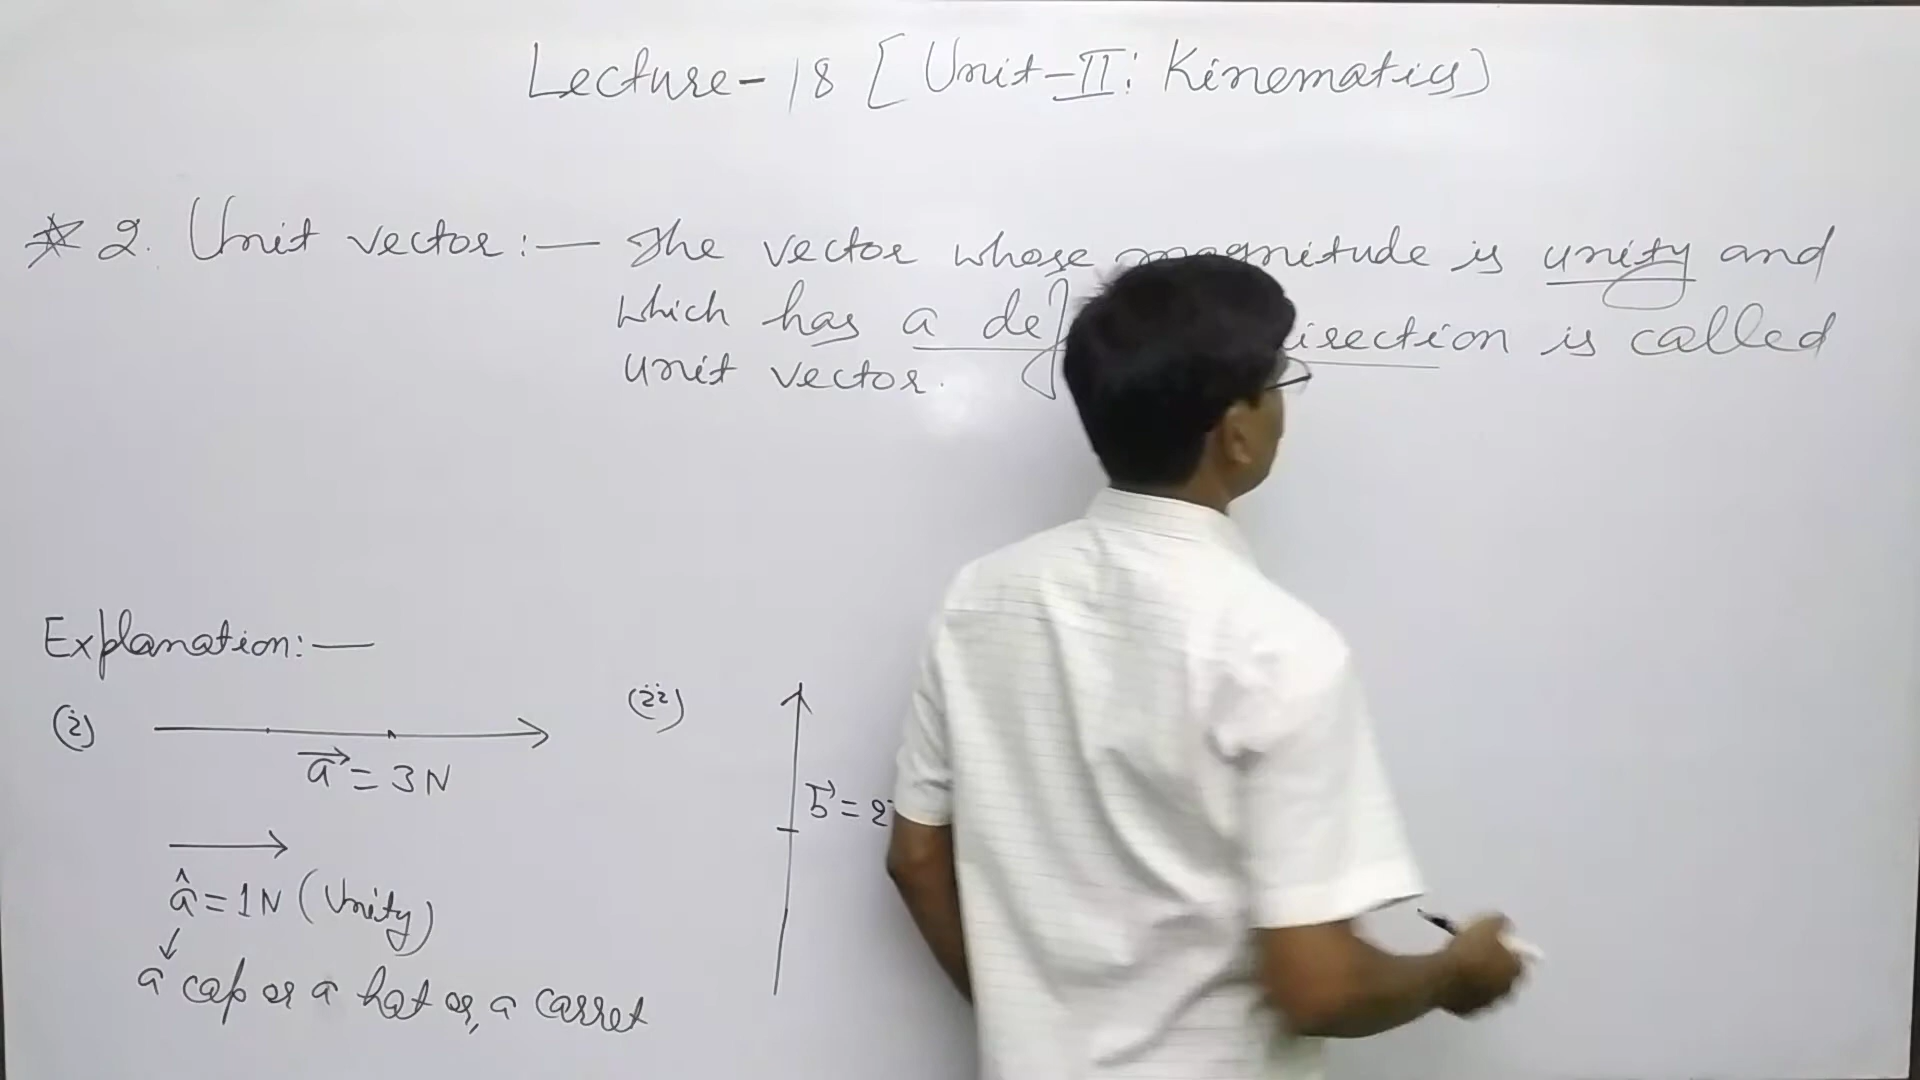 Lecture-18 [Unit-II: Kinematics)
* 2. Unit vector:— The vector whose magnitude is unity and
which has a de irection is called
unit vector.
Explanation:—
(i)
a⃗ = 3N
(ii)
b⃗ = 2
â = 1N (Unity)
↓
a cap or a hat or, a carret